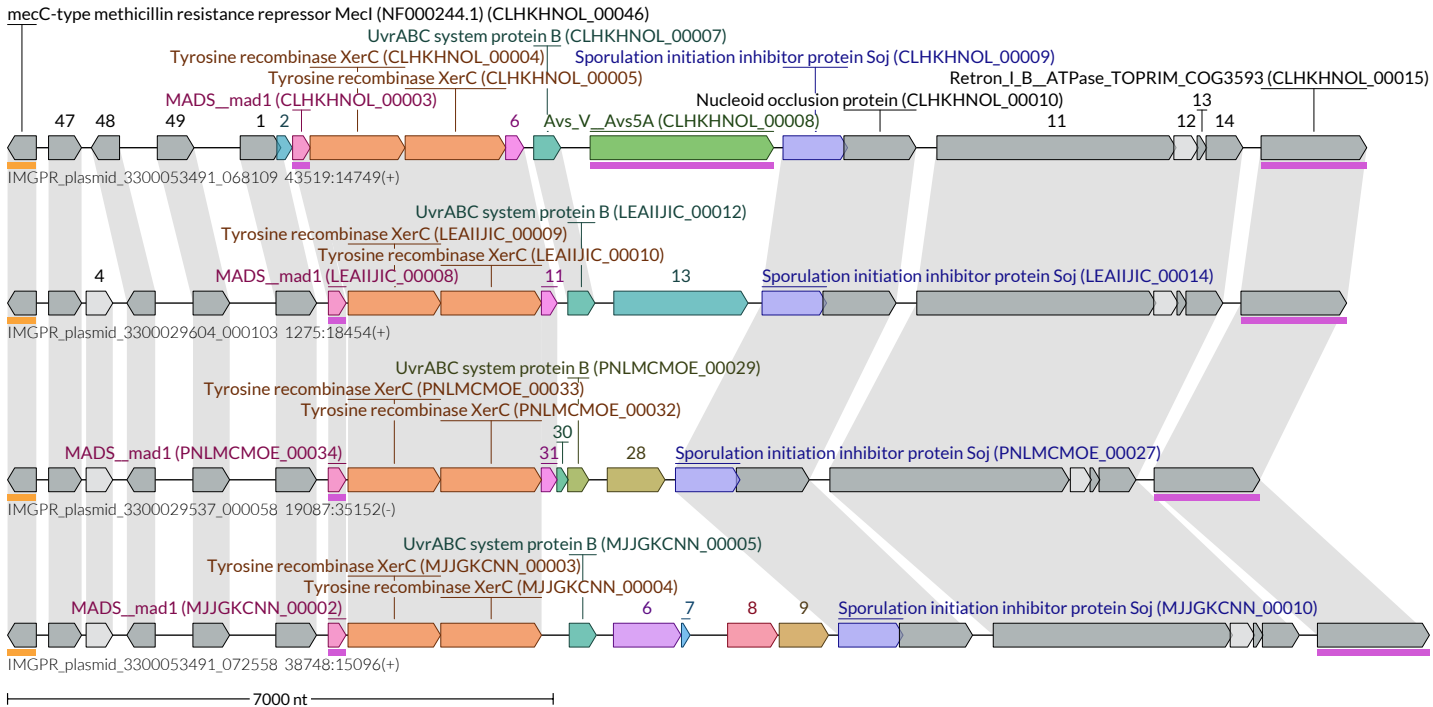 mecC-type methicillin resistance repressor MecI (NF000244.1) (CLHKHNOL_00046)
UvrABC system protein B (CLHKHNOL_00007)
Tyrosine recombinase XerC (CLHKHNOL_00004) Sporulation initiation inhibitor protein Soj (CLHKHNOL_00009)
Tyrosine recombinase XerC (CLHKHNOL_00005) Retron_I_B__ATPase_TOPRIM_COG3593 (CLHKHNOL_00015)
MADS__mad1 (CLHKHNOL_00003) Nucleoid occlusion protein (CLHKHNOL_00010) 13
47 48 49 1 2 6 Avs_V__Avs5A (CLHKHNOL_00008) 11 12 14
IMGPR_plasmid_3300053491_068109 43519:14749(+)
UvrABC system protein B (LEAIIJIC_00012)
Tyrosine recombinase XerC (LEAIIJIC_00009)
Tyrosine recombinase XerC (LEAIIJIC_00010)
4 MADS__mad1 (LEAIIJIC_00008) 11 13 Sporulation initiation inhibitor protein Soj (LEAIIJIC_00014)
IMGPR_plasmid_3300029604_000103 1275:18454(+)
UvrABC system protein B (PNLMCMOE_00029)
Tyrosine recombinase XerC (PNLMCMOE_00033)
Tyrosine recombinase XerC (PNLMCMOE_00032)
30
MADS__mad1 (PNLMCMOE_00034) 31 28 Sporulation initiation inhibitor protein Soj (PNLMCMOE_00027)
IMGPR_plasmid_3300029537_000058 19087:35152(-)
UvrABC system protein B (MJJGKCNN_00005)
Tyrosine recombinase XerC (MJJGKCNN_00003)
Tyrosine recombinase XerC (MJJGKCNN_00004)
MADS__mad1 (MJJGKCNN_00002) 6 7 8 9 Sporulation initiation inhibitor protein Soj (MJJGKCNN_00010)
IMGPR_plasmid_3300053491_072558 38748:15096(+)
7000 nt